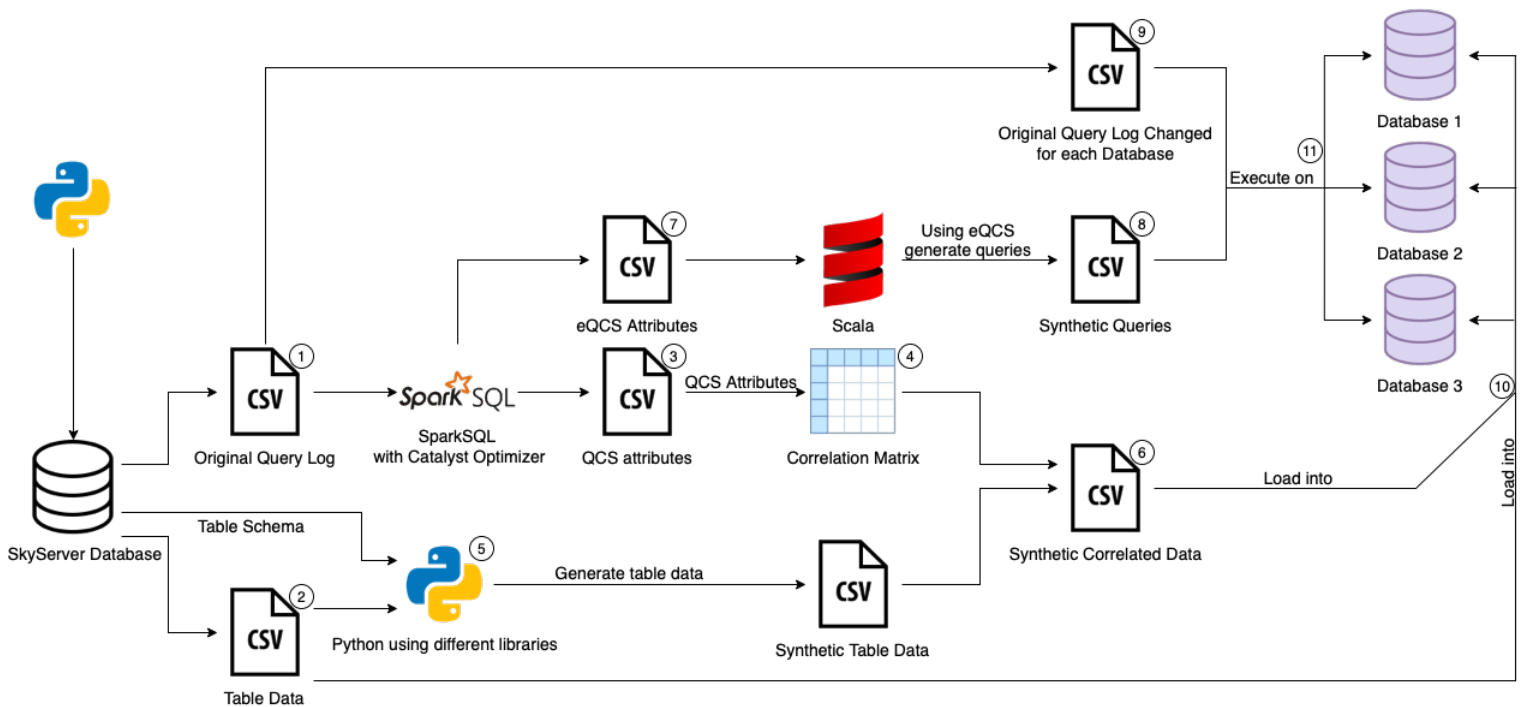 9
CSV
Original Query Log Changed
for each Database
Database 1
11
Execute on
Database 2
7
CSV
eQCS Attributes
Scala
Using eQCS
generate queries
8
CSV
Synthetic Queries
Database 3
1
CSV
Original Query Log
Spark SQL
SparkSQL
with Catalyst Optimizer
3
CSV
QCS attributes
QCS Attributes
4
Correlation Matrix
10
6
CSV
Synthetic Correlated Data
Load into
Load into
SkyServer Database
Table Schema
5
Python using different libraries
Generate table data
CSV
Synthetic Table Data
2
CSV
Table Data